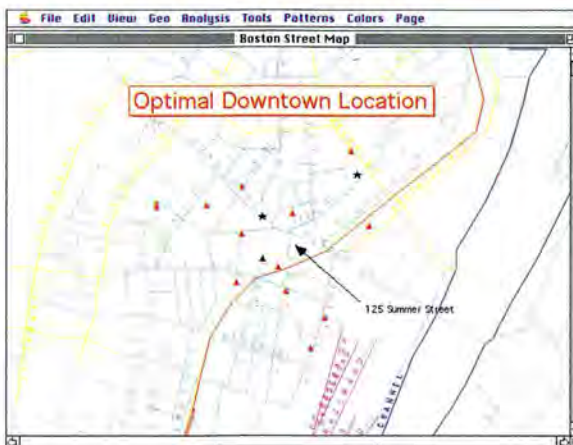 File Edit View Geo Analysis Tools Patterns Colors Page
Boston Street Map
Optimal Downtown Location
125 Summer Street
CHANNEL